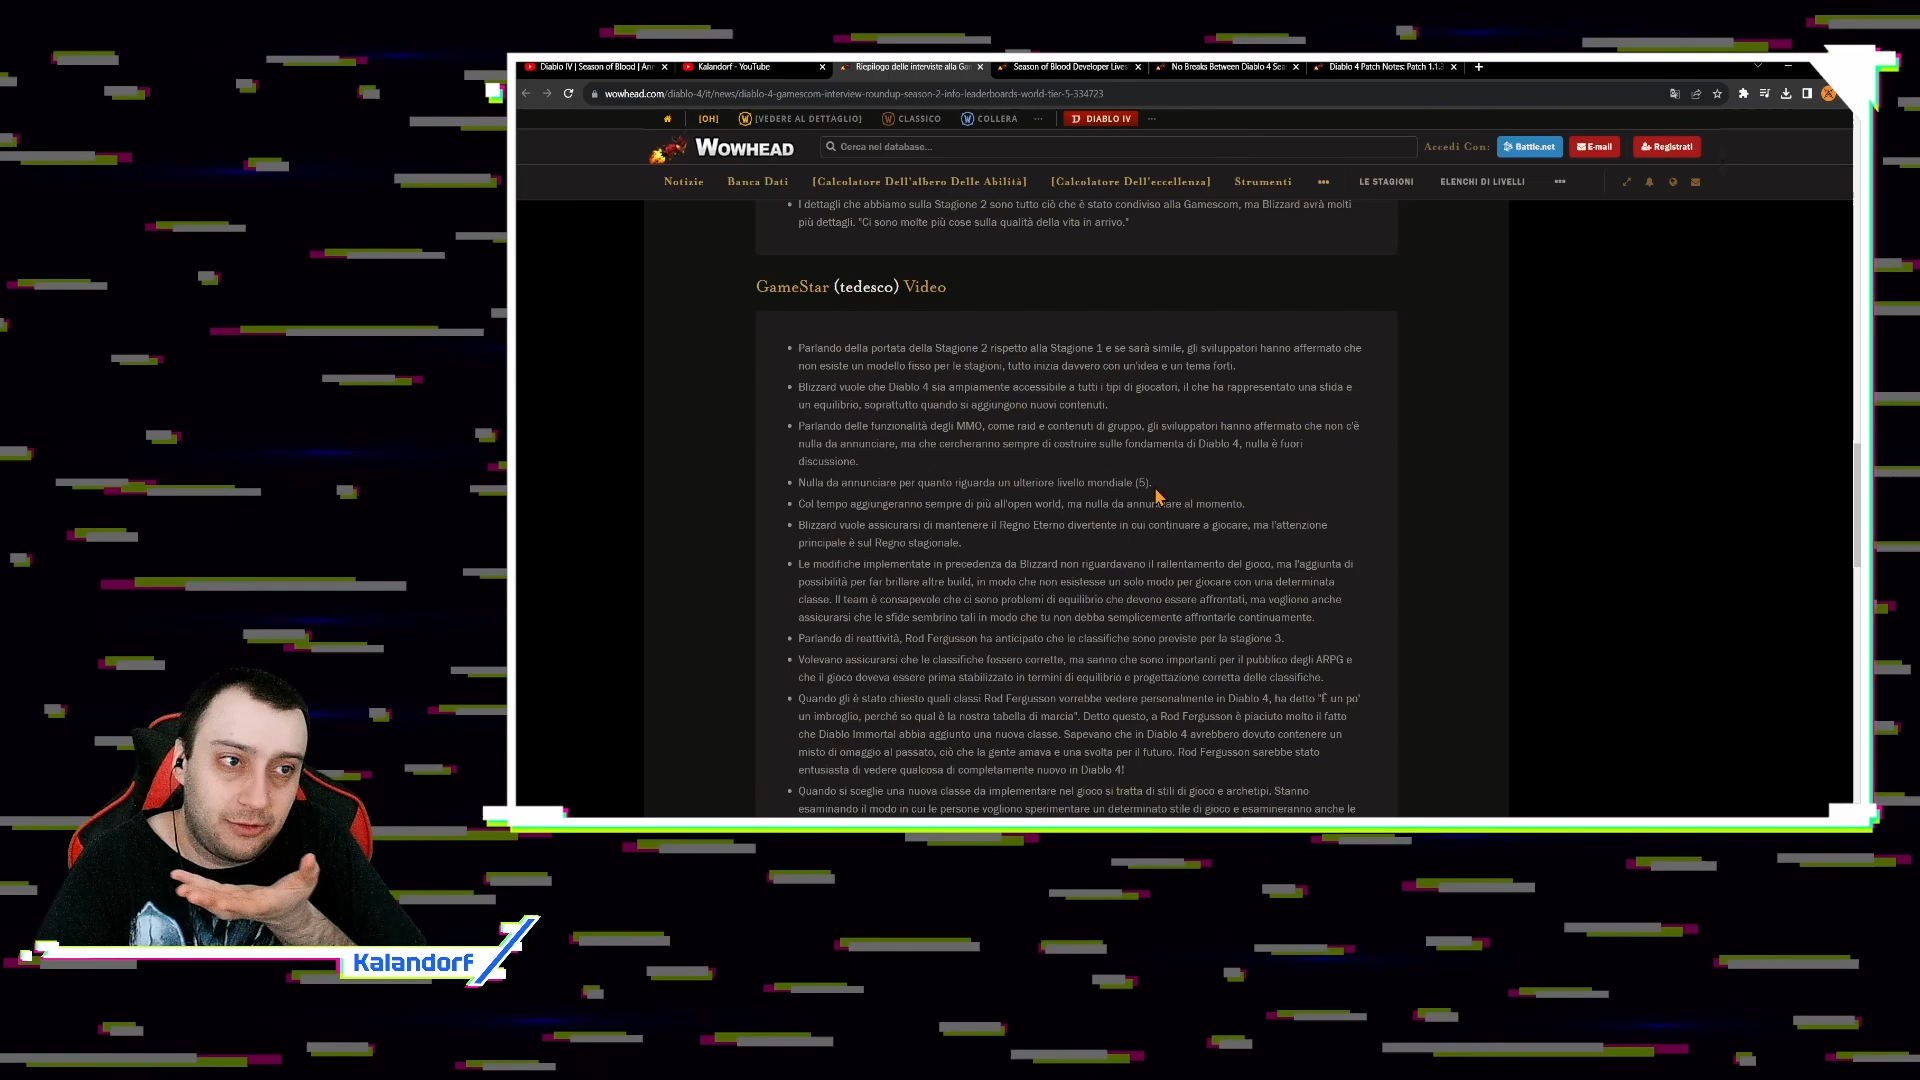 Diablo IV | Season of Blood | Ann
Kalandorf - YouTube
Riepilogo delle interviste alla Ga
Season of Blood Developer Lives
No Breaks Between Diablo 4 Sea
Diablo 4 Patch Notes: Patch 1.1.3
wowhead.com/diablo-4/it/news/diablo-4-gamescom-interview-roundup-season-2-info-leaderboards-world-tier-5-334723
[OH] [VEDERE AL DETTAGLIO] CLASSICO COLLERA ··· DIABLO IV ···
WOWHEAD
Cerca nel database...
Accedi Con: Battle.net E-mail Registrati
Notizie Banca Dati [Calcolatore Dell'albero Delle Abilità] [Calcolatore Dell'eccellenza] Strumenti ··· LE STAGIONI ELENCHI DI LIVELLI ···
• I dettagli che abbiamo sulla Stagione 2 sono tutto ciò che è stato condiviso alla Gamescom, ma Blizzard avrà molti
più dettagli. "Ci sono molte più cose sulla qualità della vita in arrivo."
GameStar (tedesco) Video
• Parlando della portata della Stagione 2 rispetto alla Stagione 1 e se sarà simile, gli sviluppatori hanno affermato che
non esiste un modello fisso per le stagioni, tutto inizia davvero con un'idea e un tema forti.
• Blizzard vuole che Diablo 4 sia ampiamente accessibile a tutti i tipi di giocatori, il che ha rappresentato una sfida e
un equilibrio, soprattutto quando si aggiungono nuovi contenuti.
• Parlando delle funzionalità degli MMO, come raid e contenuti di gruppo, gli sviluppatori hanno affermato che non c'è
nulla da annunciare, ma che cercheranno sempre di costruire sulle fondamenta di Diablo 4, nulla è fuori
discussione.
• Nulla da annunciare per quanto riguarda un ulteriore livello mondiale (5).
• Col tempo aggiungeranno sempre di più all'open world, ma nulla da annunciare al momento.
• Blizzard vuole assicurarsi di mantenere il Regno Eterno divertente in cui continuare a giocare, ma l'attenzione
principale è sul Regno stagionale.
• Le modifiche implementate in precedenza da Blizzard non riguardavano il rallentamento del gioco, ma l'aggiunta di
possibilità per far brillare altre build, in modo che non esistesse un solo modo per giocare con una determinata
classe. Il team è consapevole che ci sono problemi di equilibrio che devono essere affrontati, ma vogliono anche
assicurarsi che le sfide sembrino tali in modo che tu non debba semplicemente affrontarle continuamente.
• Parlando di reattività, Rod Fergusson ha anticipato che le classifiche sono previste per la stagione 3.
• Volevano assicurarsi che le classifiche fossero corrette, ma sanno che sono importanti per il pubblico degli ARPG e
che il gioco doveva essere prima stabilizzato in termini di equilibrio e progettazione corretta delle classifiche.
• Quando gli è stato chiesto quali classi Rod Fergusson vorrebbe vedere personalmente in Diablo 4, ha detto "È un po'
un imbroglio, perché so qual è la nostra tabella di marcia". Detto questo, a Rod Fergusson è piaciuto molto il fatto
che Diablo Immortal abbia aggiunto una nuova classe. Sapevano che in Diablo 4 avrebbero dovuto contenere un
misto di omaggio al passato, ciò che la gente amava e una svolta per il futuro. Rod Fergusson sarebbe stato
entusiasta di vedere qualcosa di completamente nuovo in Diablo 4!
• Quando si sceglie una nuova classe da implementare nel gioco si tratta di stili di gioco e archetipi. Stanno
esaminando il modo in cui le persone vogliono sperimentare un determinato stile di gioco e esamineranno anche le
Kalandorf